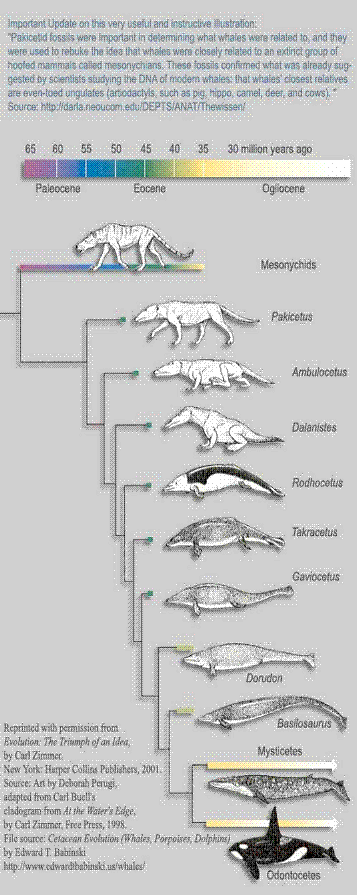 Important Update on this very useful and instructive illustration:
"Pakicetid fossils were important in determining what whales were related to, and they
were used to rebuke the idea that whales were closely related to an extinct group of
hoofed mammals called mesonychians. These fossils confirmed what was already sug-
gested by scientists studying the DNA of modern whales: that whales' closest relatives
are even-toed ungulates (artiodactyls, such as pig, hippo, camel, deer, and cows). "
Source: http://darla.neoucom.edu/DEPTS/ANAT/Thewissen/
65 60 55 50 45 40 35 30 million years ago
Paleocene Eocene Ogliocene
Mesonychids
Pakicetus
Ambulocetus
Dalanistes
Rodhocetus
Takracetus
Gaviocetus
Dorudon
Basilosaurus
Mysticetes
Odontocetes
Reprinted with permission from
Evolution: The Triumph of an Idea,
by Carl Zimmer.
New York: Harper Collins Publishers, 2001.
Source: Art by Deborah Perugi,
adapted from Carl Buell's
cladogram from At the Water's Edge,
by Carl Zimmer, Free Press, 1998.
File source: Cetacean Evolution (Whales, Porpoises, Dolphins)
by Edward T. Babinski
http://www.edwardtbabinski.us/whales/